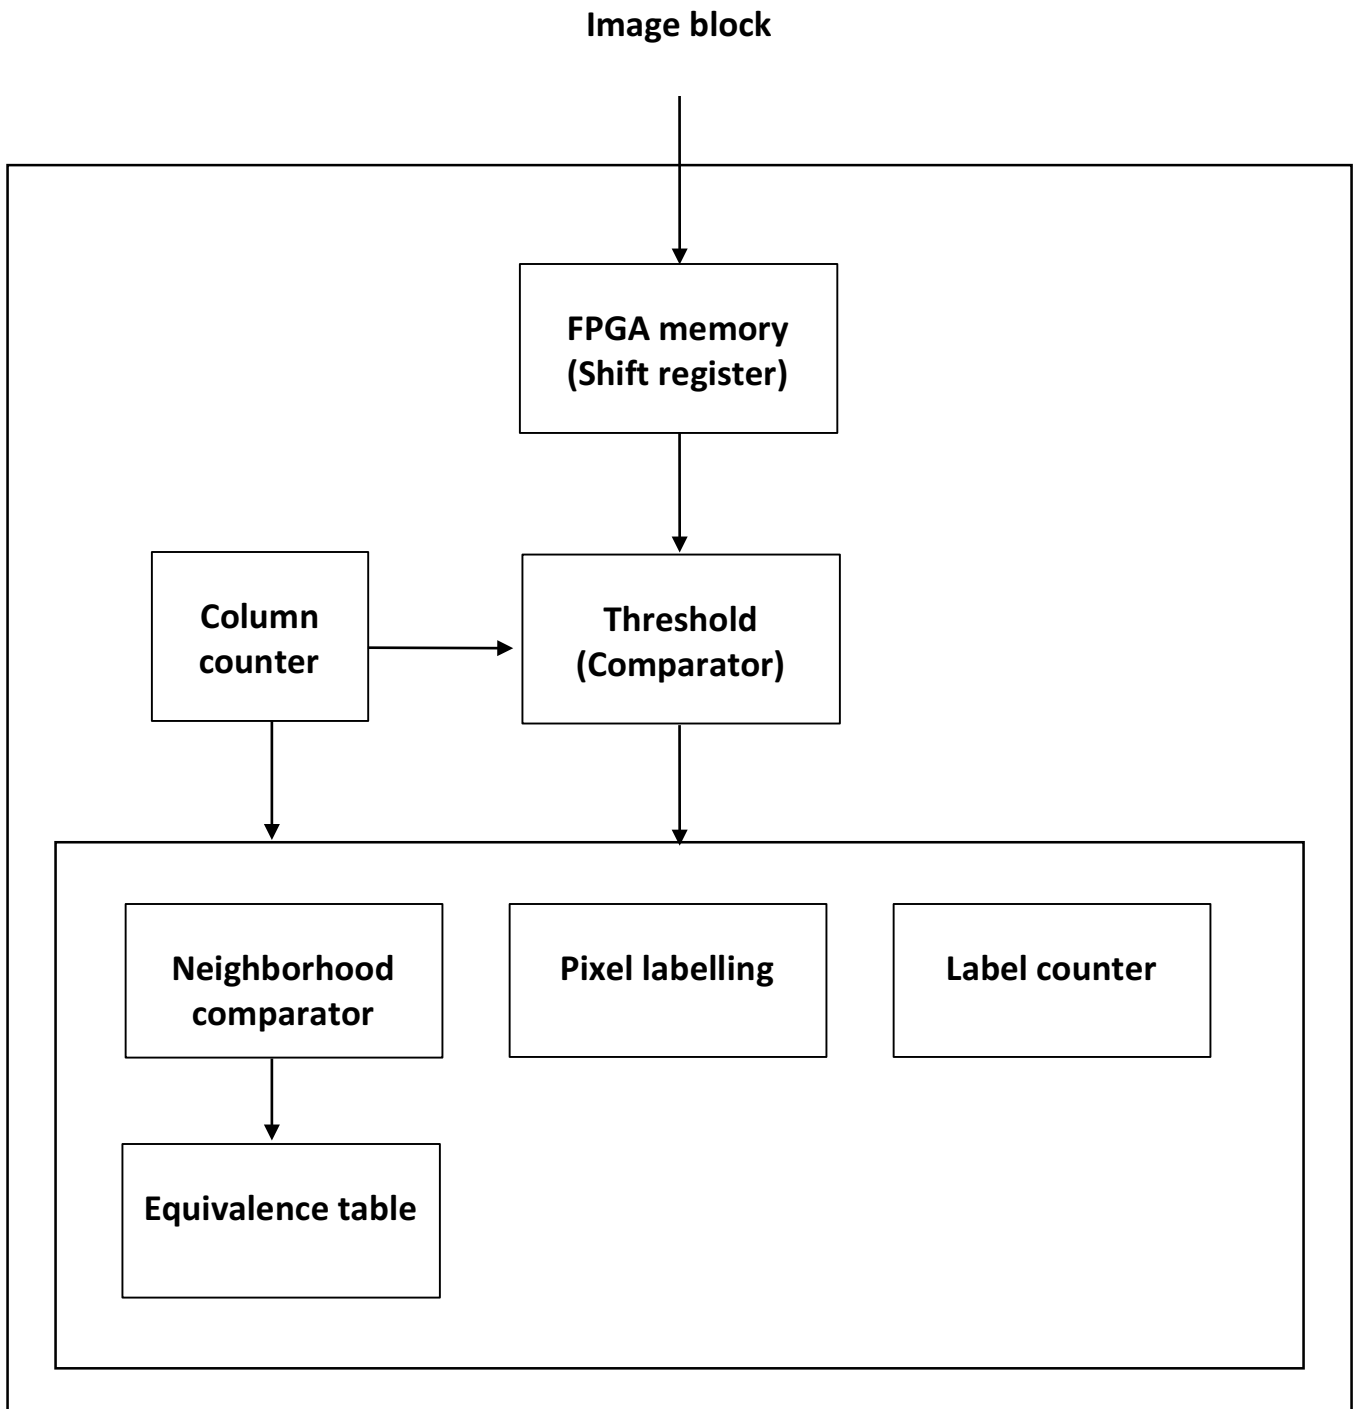 Image block
FPGA memory
(Shift register)
Column
counter
Threshold
(Comparator)
Neighborhood
comparator
Pixel labelling
Label counter
Equivalence table